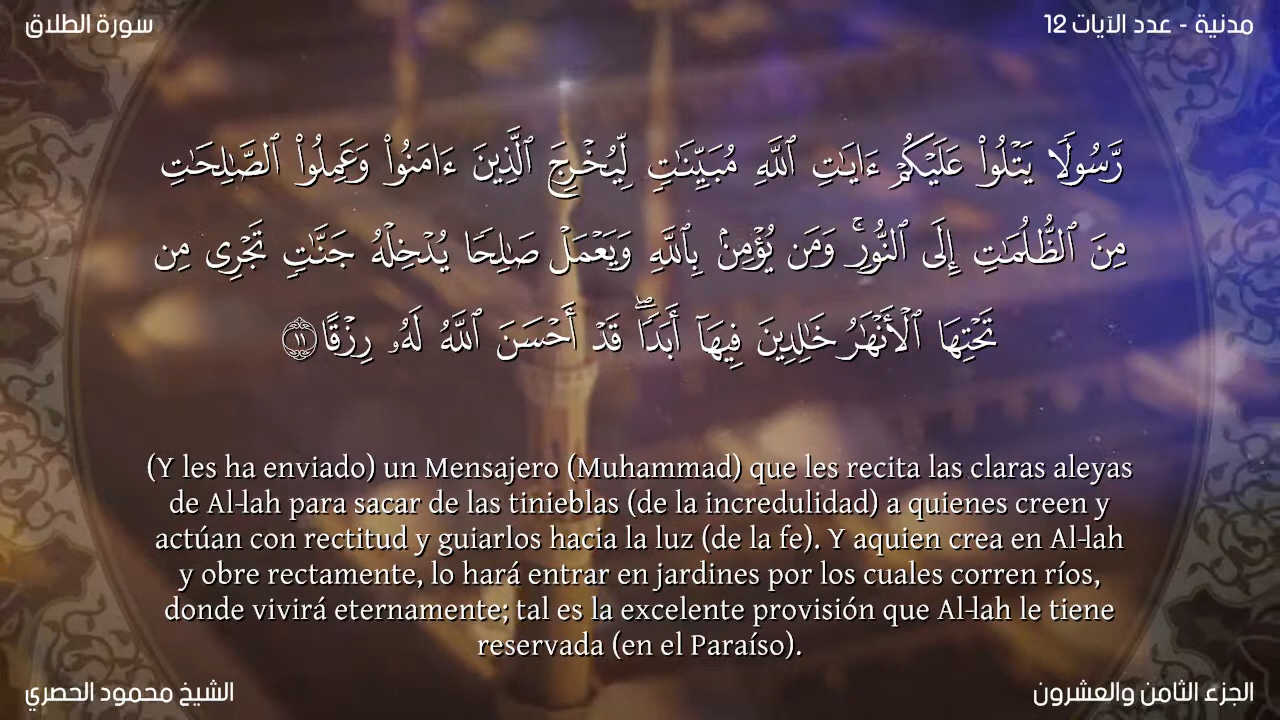 سورة الطلاق
مدنية - عدد الآيات 12
رَّسُولًا يَتْلُوا۟ عَلَيْكُمْ ءَايَـٰتِ ٱللَّهِ مُبَيِّنَـٰتٍ لِّيُخْرِجَ ٱلَّذِينَ ءَامَنُوا۟ وَعَمِلُوا۟ ٱلصَّـٰلِحَـٰتِ
مِنَ ٱلظُّلُمَـٰتِ إِلَى ٱلنُّورِ ۚ وَمَن يُؤْمِنۢ بِٱللَّهِ وَيَعْمَلْ صَـٰلِحًا يُدْخِلْهُ جَنَّـٰتٍ تَجْرِى مِن
تَحْتِهَا ٱلْأَنْهَـٰرُ خَـٰلِدِينَ فِيهَآ أَبَدًا ۖ قَدْ أَحْسَنَ ٱللَّهُ لَهُۥ رِزْقًا ١١
(Y les ha enviado) un Mensajero (Muhammad) que les recita las claras aleyas
de Al-lah para sacar de las tinieblas (de la incredulidad) a quienes creen y
actúan con rectitud y guiarlos hacia la luz (de la fe). Y aquien crea en Al-lah
y obre rectamente, lo hará entrar en jardines por los cuales corren ríos,
donde vivirá eternamente; tal es la excelente provisión que Al-lah le tiene
reservada (en el Paraíso).
الشيخ محمود الحصري
الجزء الثامن والعشرون